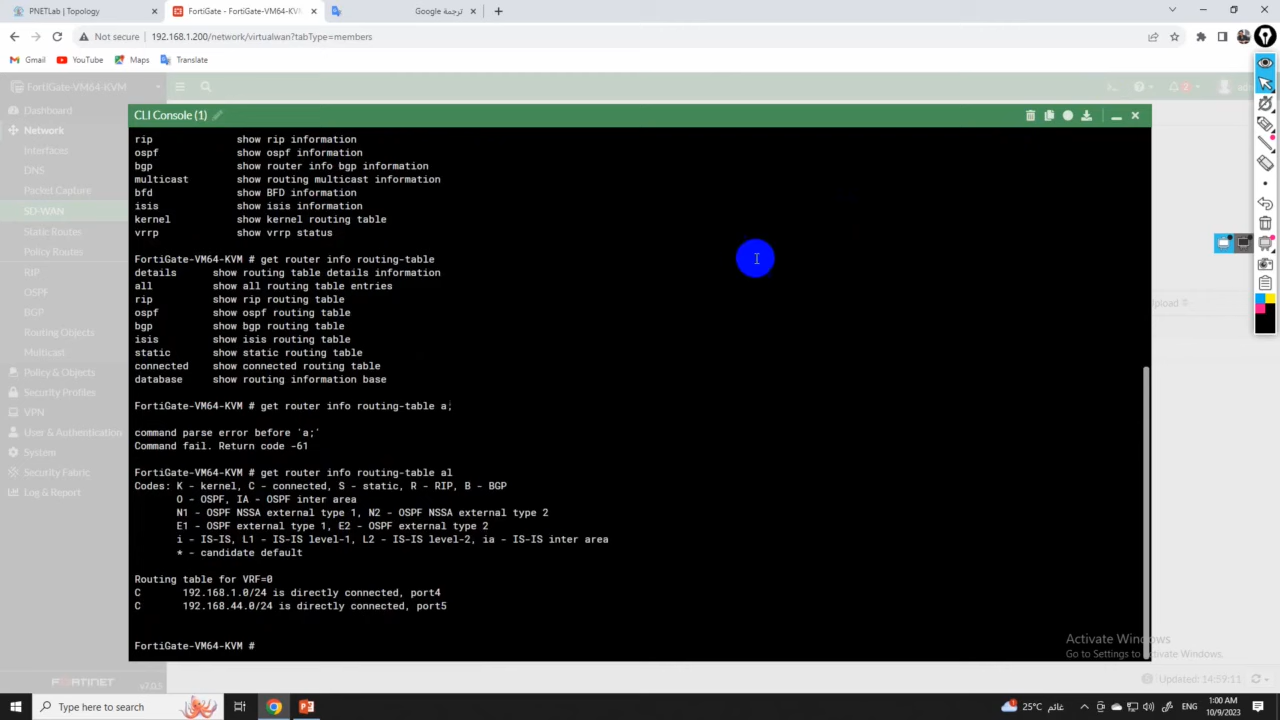 PNETLab | Topology
FortiGate - FortiGate-VM64-KVM
ترجمة Google
Not secure | 192.168.1.200/network/virtualwan?tabType=members
Gmail
YouTube
Maps
Translate
FortiGate-VM64-KVM
2
Dashboard
Network
Interfaces
DNS
Packet Capture
SD-WAN
Static Routes
Policy Routes
RIP
OSPF
BGP
Routing Objects
Multicast
Policy & Objects
Security Profiles
VPN
User & Authentication
System
Security Fabric
Log & Report
FORTINET
v7.0.5
CLI Console (1)
rip show rip information
ospf show ospf information
bgp show router info bgp information
multicast show routing multicast information
bfd show BFD information
isis show isis information
kernel show kernel routing table
vrrp show vrrp status
FortiGate-VM64-KVM # get router info routing-table
details show routing table details information
all show all routing table entries
rip show rip routing table
ospf show ospf routing table
bgp show bgp routing table
isis show isis routing table
static show static routing table
connected show connected routing table
database show routing information base
FortiGate-VM64-KVM # get router info routing-table a;
command parse error before 'a;'
Command fail. Return code -61
FortiGate-VM64-KVM # get router info routing-table al
Codes: K - kernel, C - connected, S - static, R - RIP, B - BGP
O - OSPF, IA - OSPF inter area
N1 - OSPF NSSA external type 1, N2 - OSPF NSSA external type 2
E1 - OSPF external type 1, E2 - OSPF external type 2
i - IS-IS, L1 - IS-IS level-1, L2 - IS-IS level-2, ia - IS-IS inter area
* - candidate default
Routing table for VRF=0
C 192.168.1.0/24 is directly connected, port4
C 192.168.44.0/24 is directly connected, port5
FortiGate-VM64-KVM #
Activate Windows
Go to Settings to Activate Windows.
Updated: 14:59:11
Type here to search
25°C غائم
ENG
1:00 AM
10/9/2023